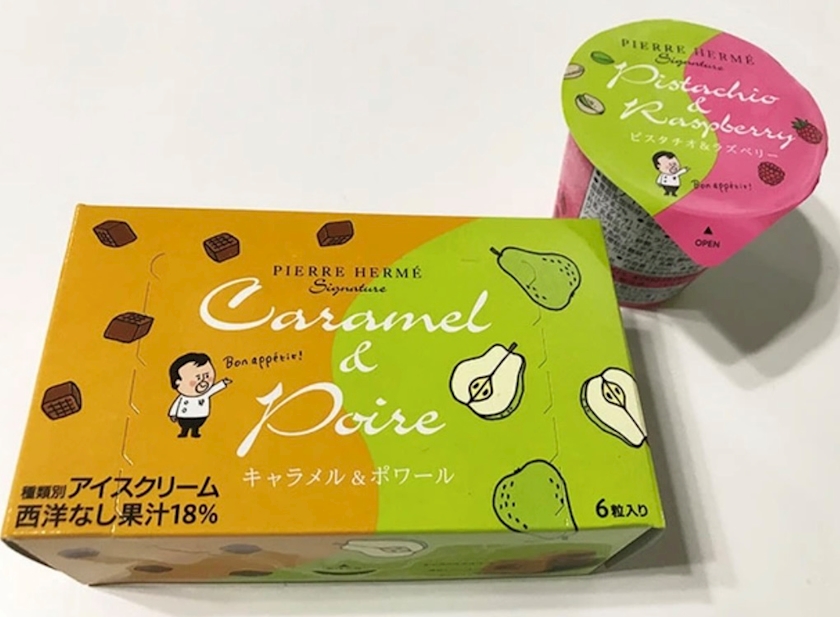 PIERRE HERMÉ
Signature
Caramel
&
Poire
キャラメル&ポワール
Bon appétit!
種類別 アイスクリーム
西洋なし果汁18%
6粒入り
PIERRE HERMÉ
Signature
Pistachio
&
Raspberry
ピスタチオ&ラズベリー
Bon appétit!
▲
OPEN